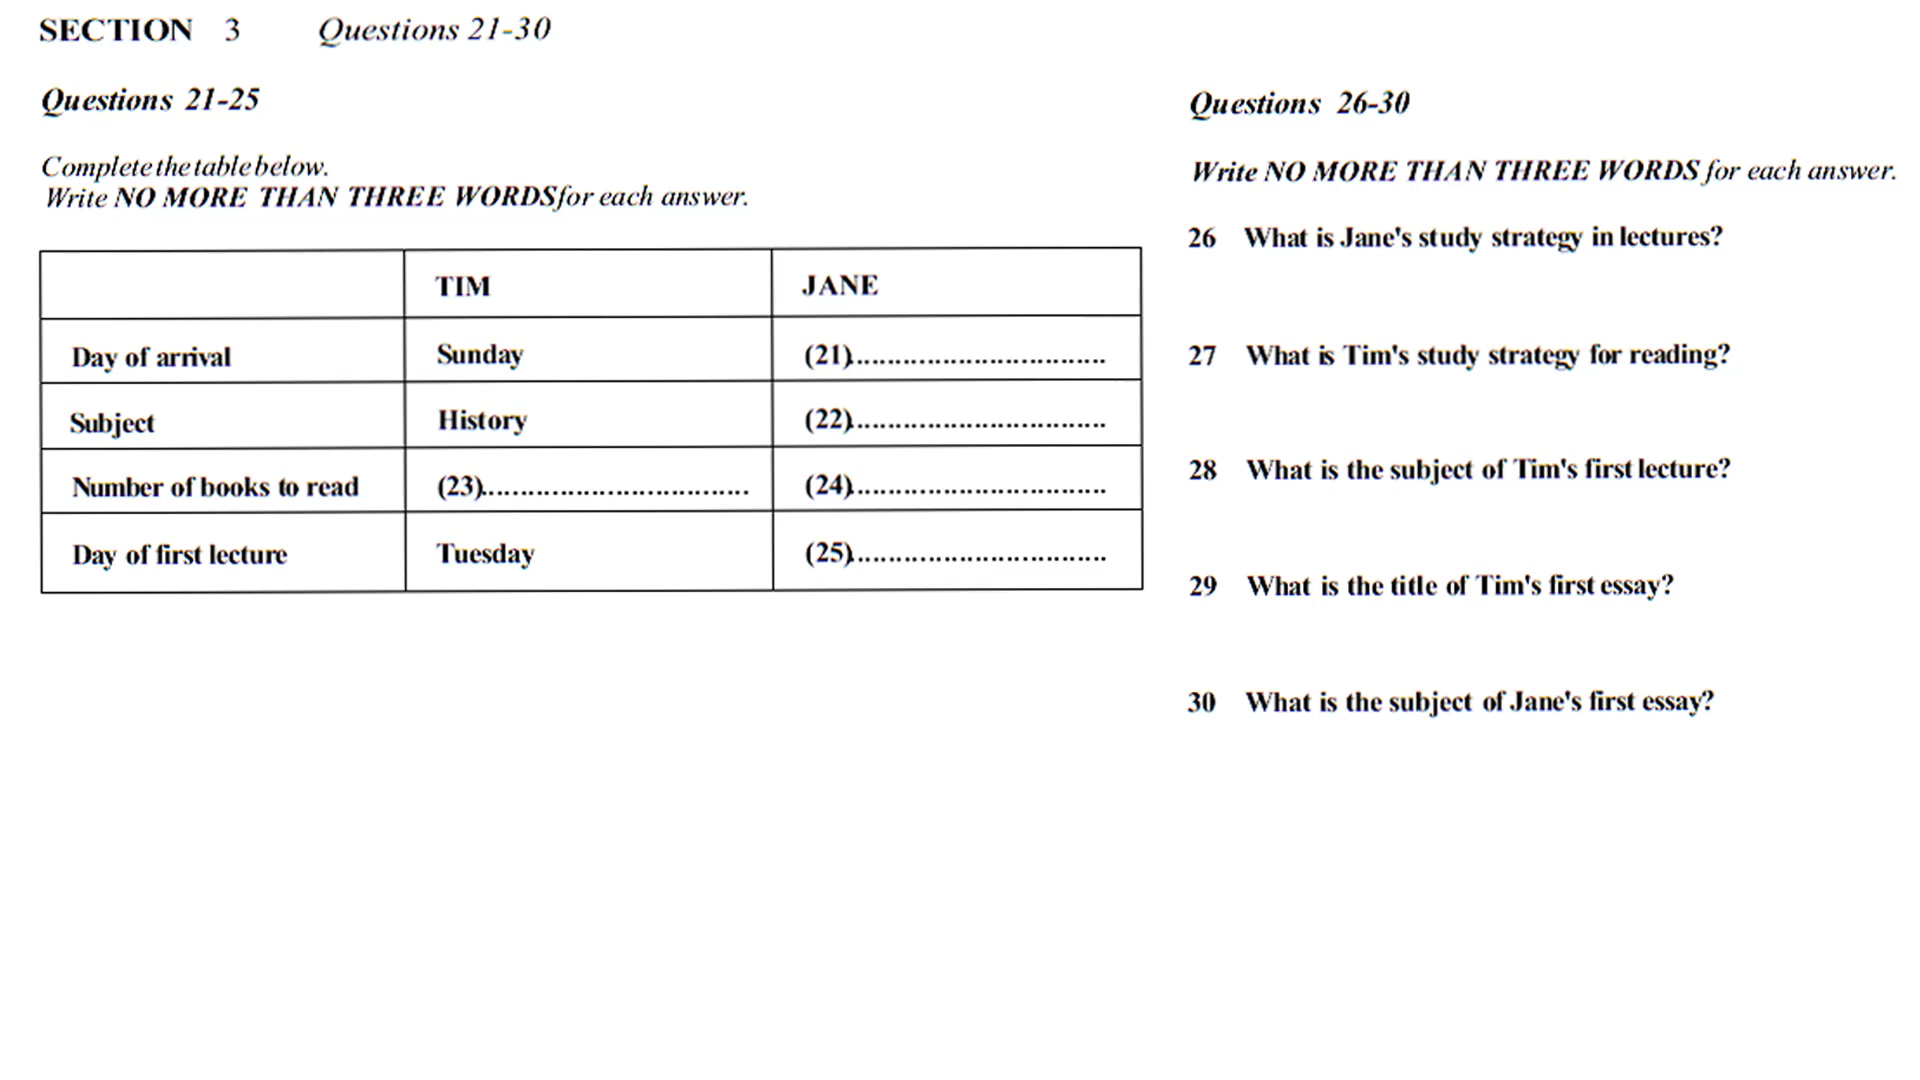 SECTION 3 Questions 21-30
Questions 21-25
Complete the table below.
Write NO MORE THAN THREE WORDS for each answer.
TIM JANE
Day of arrival Sunday (21)...............................
Subject History (22)...............................
Number of books to read (23)................................. (24)...............................
Day of first lecture Tuesday (25)...............................
Questions 26-30
Write NO MORE THAN THREE WORDS for each answer.
26 What is Jane's study strategy in lectures?
27 What is Tim's study strategy for reading?
28 What is the subject of Tim's first lecture?
29 What is the title of Tim's first essay?
30 What is the subject of Jane's first essay?